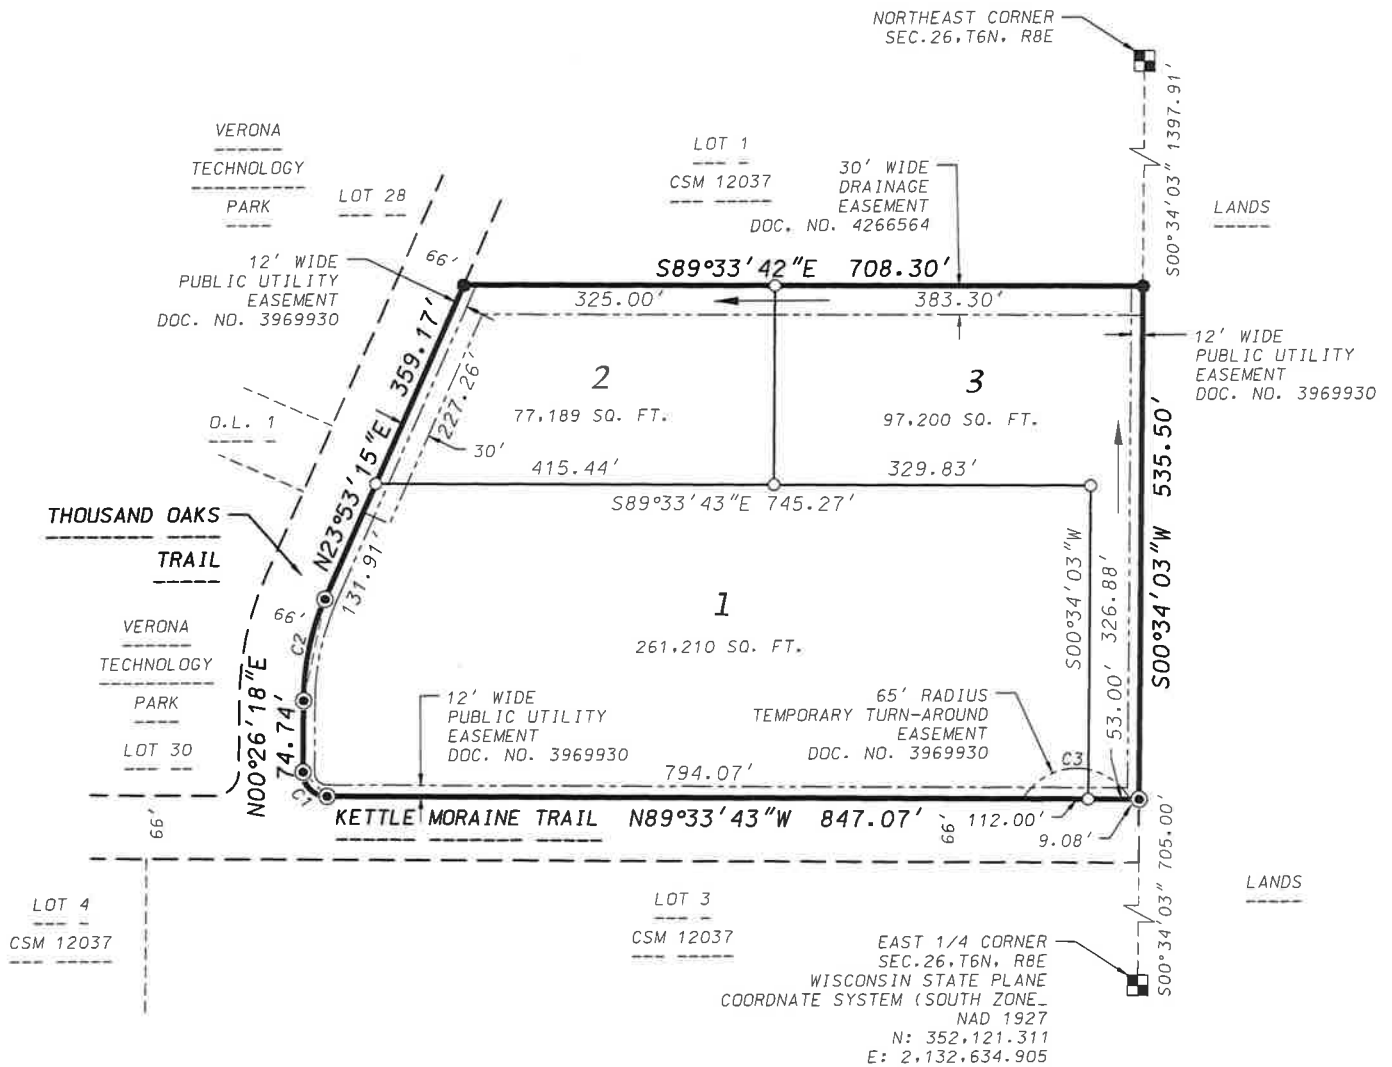 NORTHEAST CORNER
SEC.26,T6N, R8E
S00°34'03" 1397.91'
VERONA
TECHNOLOGY
PARK
LOT 28
LOT 1
CSM 12037
30' WIDE
DRAINAGE
EASEMENT
DOC. NO. 4266564
LANDS
12' WIDE
PUBLIC UTILITY
EASEMENT
DOC. NO. 3969930
66'
S89°33'42"E 708.30'
325.00'
383.30'
12' WIDE
PUBLIC UTILITY
EASEMENT
DOC. NO. 3969930
N23°53'15"E 359.17'
227.26'
30'
2
77,189 SQ. FT.
3
97,200 SQ. FT.
O.L. 1
415.44'
329.83'
S89°33'43"E 745.27'
S00°34'03"W 535.50'
THOUSAND OAKS
TRAIL
131.91'
66'
C2
1
261,210 SQ. FT.
S00°34'03"W
326.88'
53.00'
VERONA
TECHNOLOGY
PARK
LOT 30
N00°26'18"E
74.74'
C1
12' WIDE
PUBLIC UTILITY
EASEMENT
DOC. NO. 3969930
65' RADIUS
TEMPORARY TURN-AROUND
EASEMENT
DOC. NO. 3969930
C3
794.07'
66'
KETTLE MORAINE TRAIL N89°33'43"W 847.07'
66'
112.00'
9.08'
S00°34'03" 705.00'
LOT 4
CSM 12037
LOT 3
CSM 12037
LANDS
EAST 1/4 CORNER
SEC.26,T6N, R8E
WISCONSIN STATE PLANE
COORDNATE SYSTEM (SOUTH ZONE_
NAD 1927
N: 352,121.311
E: 2,132,634.905